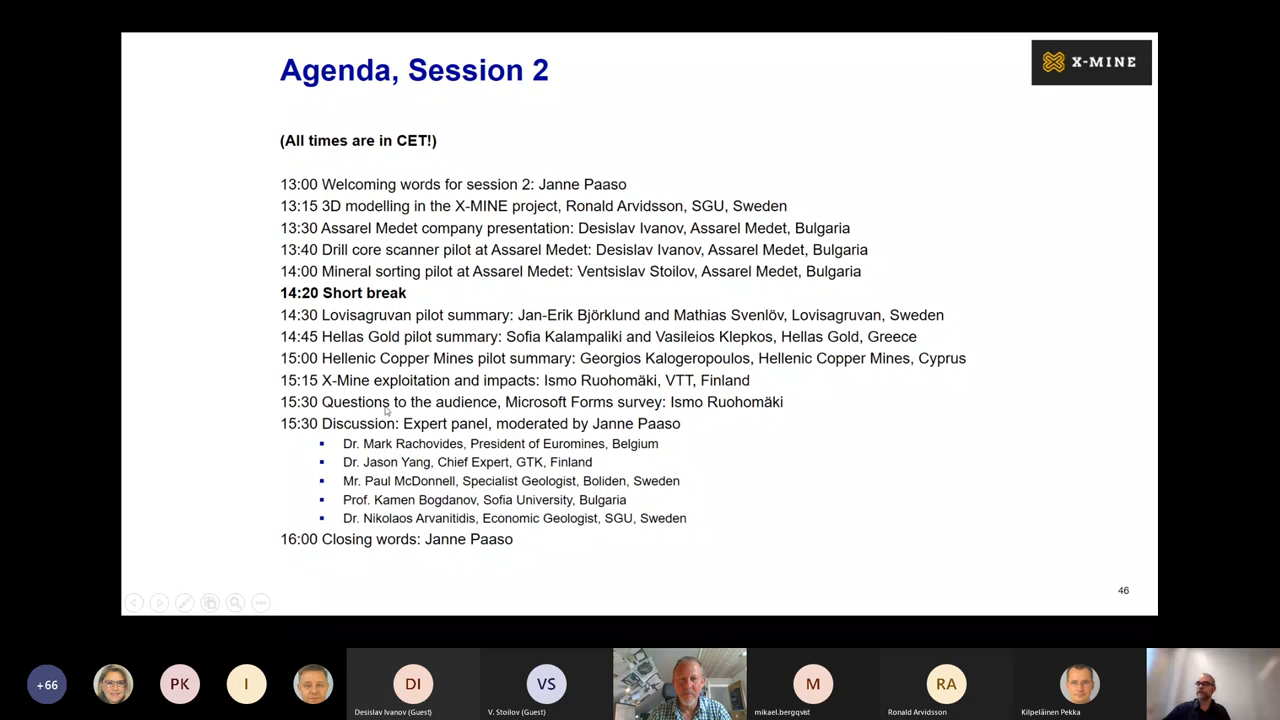 Agenda, Session 2
X-MINE
(All times are in CET!)
13:00 Welcoming words for session 2: Janne Paaso
13:15 3D modelling in the X-MINE project, Ronald Arvidsson, SGU, Sweden
13:30 Assarel Medet company presentation: Desislav Ivanov, Assarel Medet, Bulgaria
13:40 Drill core scanner pilot at Assarel Medet: Desislav Ivanov, Assarel Medet, Bulgaria
14:00 Mineral sorting pilot at Assarel Medet: Ventsislav Stoilov, Assarel Medet, Bulgaria
14:20 Short break
14:30 Lovisagruvan pilot summary: Jan-Erik Björklund and Mathias Svenlöv, Lovisagruvan, Sweden
14:45 Hellas Gold pilot summary: Sofia Kalampaliki and Vasileios Klepkos, Hellas Gold, Greece
15:00 Hellenic Copper Mines pilot summary: Georgios Kalogeropoulos, Hellenic Copper Mines, Cyprus
15:15 X-Mine exploitation and impacts: Ismo Ruohomäki, VTT, Finland
15:30 Questions to the audience, Microsoft Forms survey: Ismo Ruohomäki
15:30 Discussion: Expert panel, moderated by Janne Paaso
▪ Dr. Mark Rachovides, President of Euromines, Belgium
▪ Dr. Jason Yang, Chief Expert, GTK, Finland
▪ Mr. Paul McDonnell, Specialist Geologist, Boliden, Sweden
▪ Prof. Kamen Bogdanov, Sofia University, Bulgaria
▪ Dr. Nikolaos Arvanitidis, Economic Geologist, SGU, Sweden
16:00 Closing words: Janne Paaso
46
+66
PK
I
DI
VS
M
RA
Desislav Ivanov (Guest)
V. Stoilov (Guest)
mikael.bergqvist
Ronald Arvidsson
Kilpeläinen Pekka